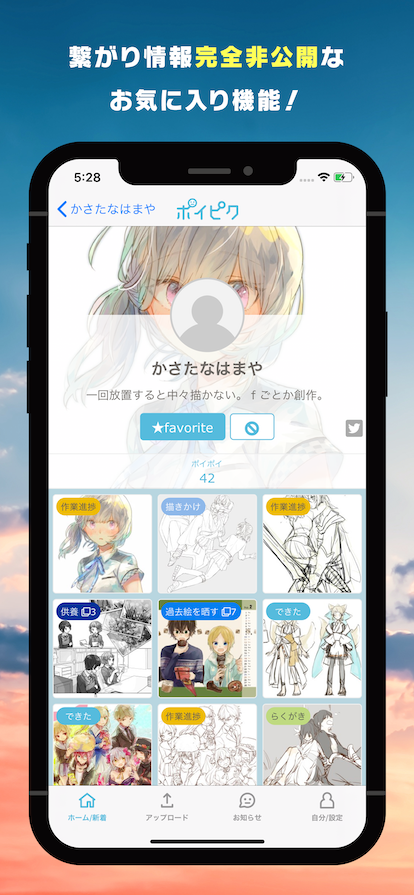 繋がり情報完全非公開な
お気に入り機能！
5:28
かさたなはまや
ポイピク
かさたなはまや
一回放置すると中々描かない。ｆごとか創作。
★favorite
ポイポイ
42
作業進捗
描きかけ
作業進捗
供養 3
過去絵を晒す 7
できた
できた
作業進捗
らくがき
ホーム/新着
アップロード
お知らせ
自分/設定